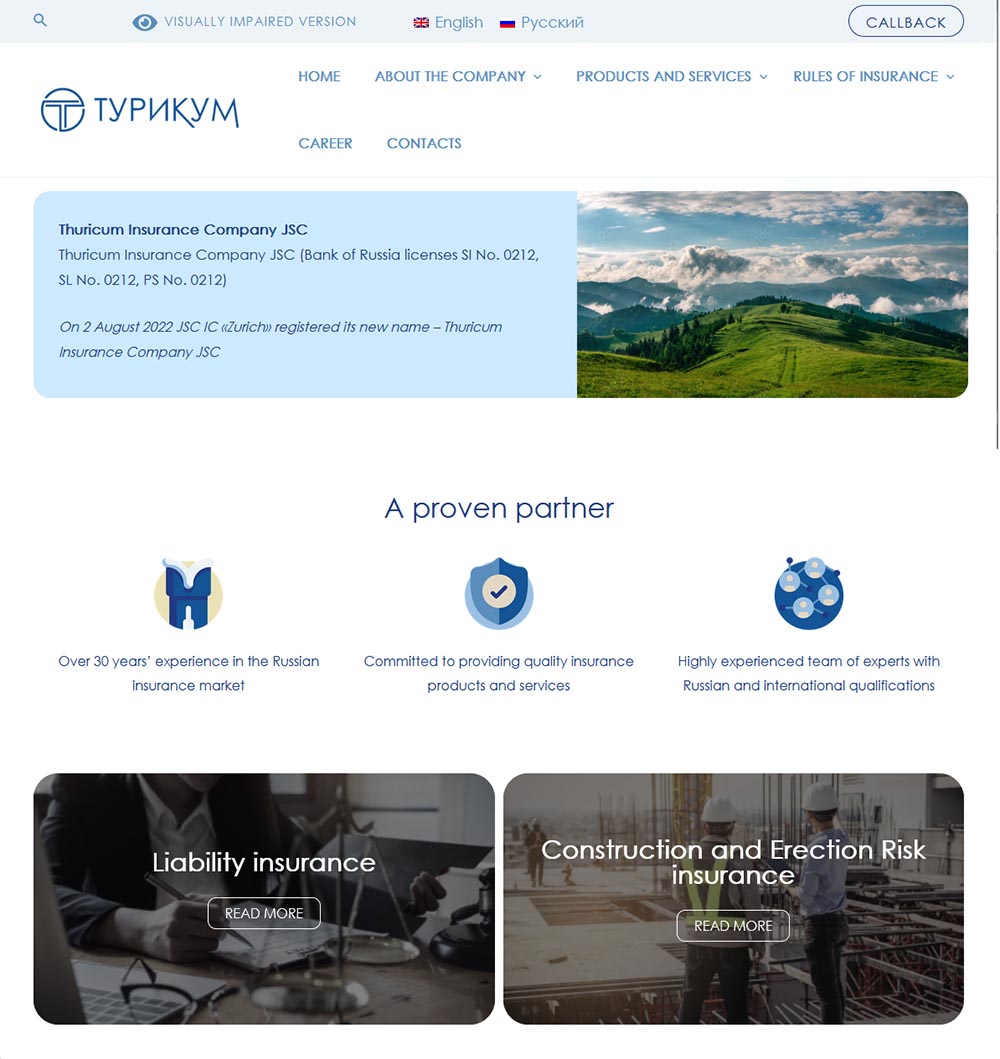 VISUALLY IMPAIRED VERSION
English
Русский
CALLBACK
HOME
ABOUT THE COMPANY
PRODUCTS AND SERVICES
RULES OF INSURANCE
ТУРИКУМ
CAREER
CONTACTS
Thuricum Insurance Company JSC
Thuricum Insurance Company JSC (Bank of Russia licenses SI No. 0212,
SL No. 0212, PS No. 0212)
On 2 August 2022 JSC IC «Zurich» registered its new name – Thuricum
Insurance Company JSC
A proven partner
Over 30 years’ experience in the Russian
insurance market
Committed to providing quality insurance
products and services
Highly experienced team of experts with
Russian and international qualifications
Liability insurance
READ MORE
Construction and Erection Risk
insurance
READ MORE